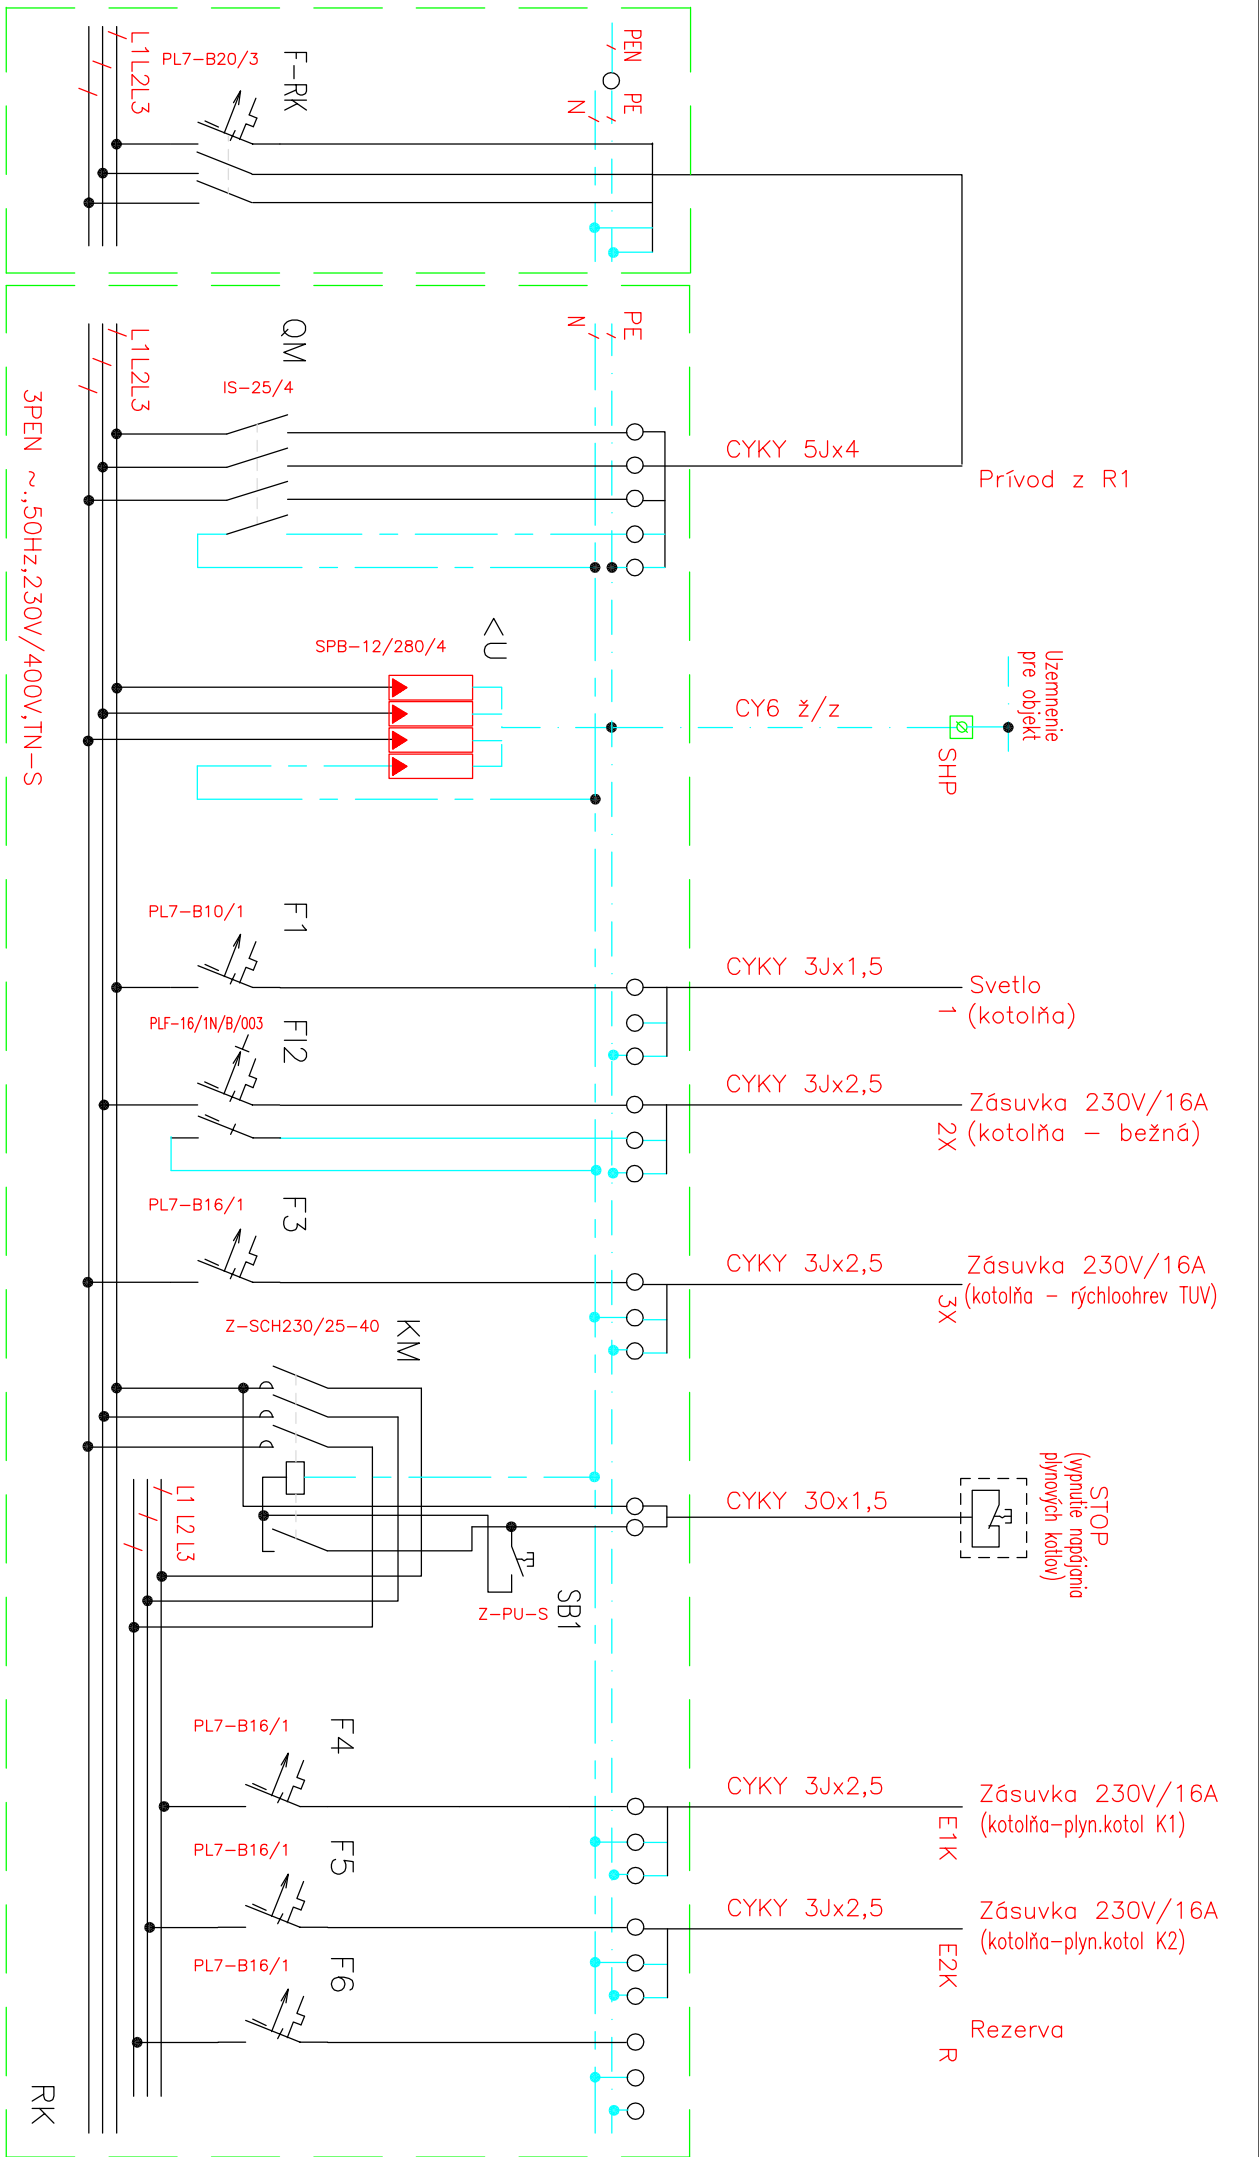 L1L2L3
PL7-B20/3
F-RK
PEN
PE
N
L1L2L3
QM
IS-25/4
PE
N
CYKY 5Jx4
Prívod z R1
3PEN ~.,50Hz,230V/400V,TN-S
SPB-12/280/4
<U
CY6 ž/z
SHP
Uzemnenie
pre objekt
PL7-B10/1
F1
CYKY 3Jx1,5
Svetlo
1 (kotolňa)
PLF-16/1N/B/003
FI2
CYKY 3Jx2,5
Zásuvka 230V/16A
2X (kotolňa - bežná)
PL7-B16/1
F3
CYKY 3Jx2,5
Zásuvka 230V/16A
3X (kotolňa - rýchloohrev TUV)
Z-SCH230/25-40
KM
L1 L2 L3
CYKY 3Ox1,5
STOP
(vypnutie napájania
plynových kotlov)
SB1
Z-PU-S
PL7-B16/1
F4
CYKY 3Jx2,5
Zásuvka 230V/16A
E1K (kotolňa-plyn.kotol K1)
PL7-B16/1
F5
CYKY 3Jx2,5
Zásuvka 230V/16A
E2K (kotolňa-plyn.kotol K2)
PL7-B16/1
F6
Rezerva
R
RK